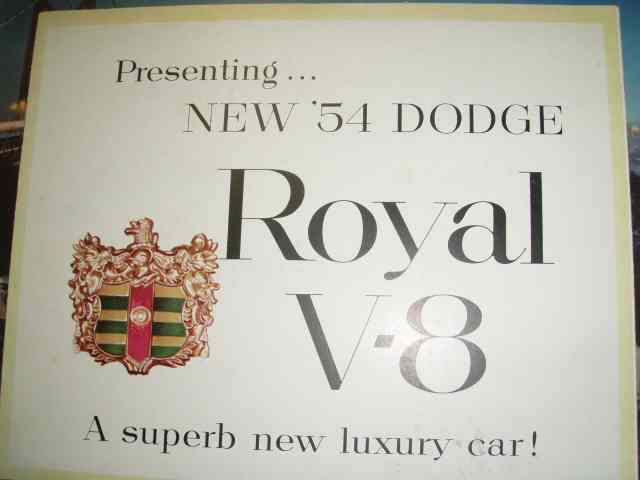 Presenting...
NEW '54 DODGE
Royal
V-8
A superb new luxury car!